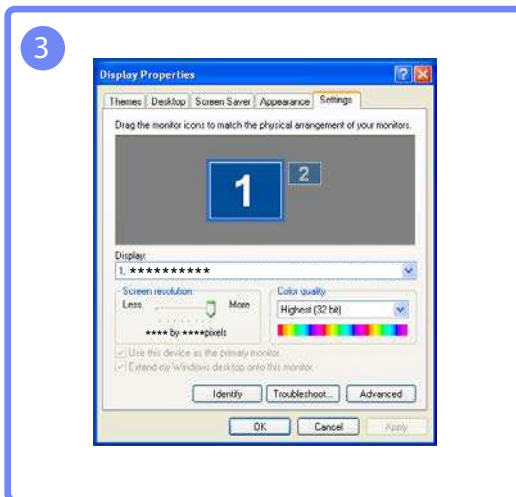 3
Display Properties
Themes Desktop Screen Saver Appearance Settings
Drag the monitor icons to match the physical arrangement of your monitors.
1 2
Display:
1. **********
Screen resolution Color quality
Less More Highest (32 bit)
**** by ****pixels
Use this device as the primary monitor.
Extend my Windows desktop onto this monitor.
Identify Troubleshoot... Advanced
OK Cancel Apply